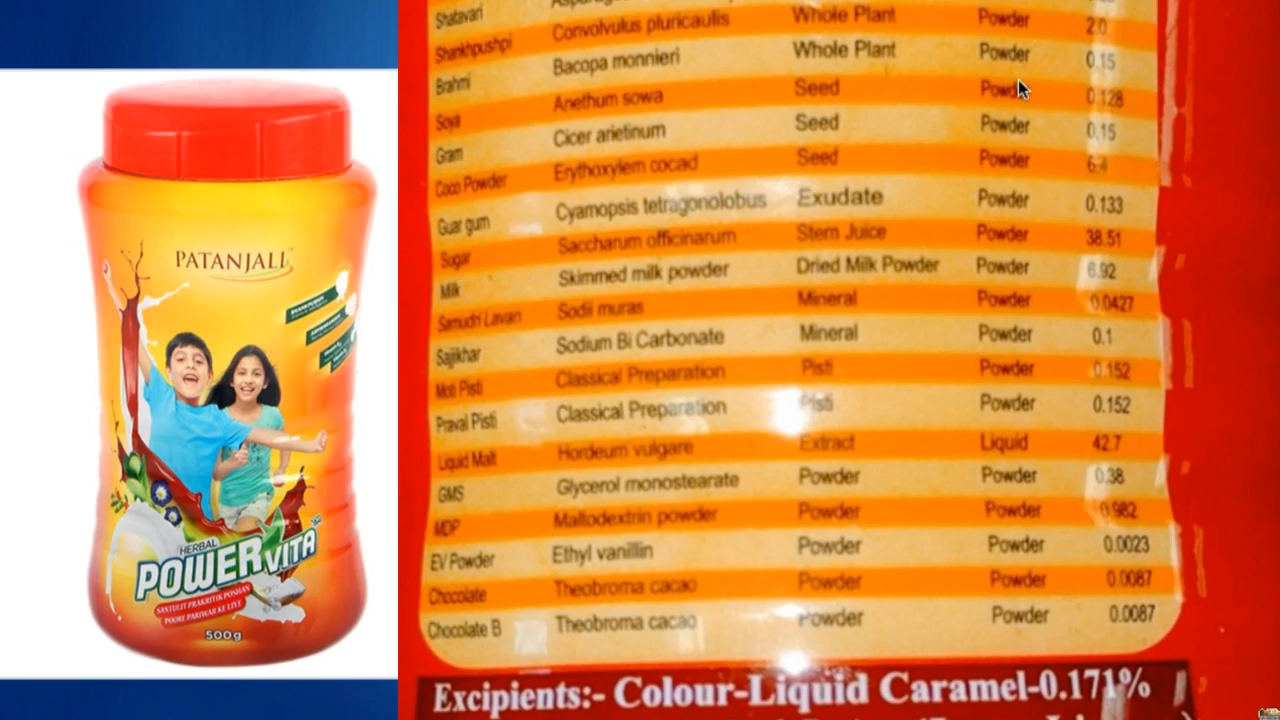 PATANJALI
HERBAL
POWERVITA
SANTULIT PRAKRITIK POSHAN
POORE PARIWAR KE LIYE
500g
Shatavari
Shankhpushpi Convolvulus pluricaulis Whole Plant Powder 2.0
Brahmi Bacopa monnieri Whole Plant Powder 0.15
Soya Anethum sowa Seed 0.128
Gram Cicer arietinum Seed Powder 0.15
Coco Powder Erythoxylem cocad Seed Powder 6.4
Guar gum Cyamopsis tetragonolobus Exudate Powder 0.133
Sugar Saccharum officinarum Stem Juice Powder 38.51
Milk Skimmed milk powder Dried Milk Powder Powder 6.92
Samudri Lavan Sodii muras Mineral Powder 0.0427
Sajjikhar Sodium Bi Carbonate Mineral Powder 0.1
Moti Pisti Classical Preparation Pisti Powder 0.152
Praval Pisti Classical Preparation Pisti Powder 0.152
Liquid Malt Hordeum vulgare Extract Liquid 42.7
GMS Glycerol monostearate Powder Powder 0.38
MDP Maltodextrin powder Powder Powder 0.982
EV Powder Ethyl vanillin Powder Powder 0.0023
Chocolate Theobroma cacao Powder Powder 0.0087
Chocolate B Theobroma cacao Powder Powder 0.0087
Excipients:- Colour-Liquid Caramel-0.171%